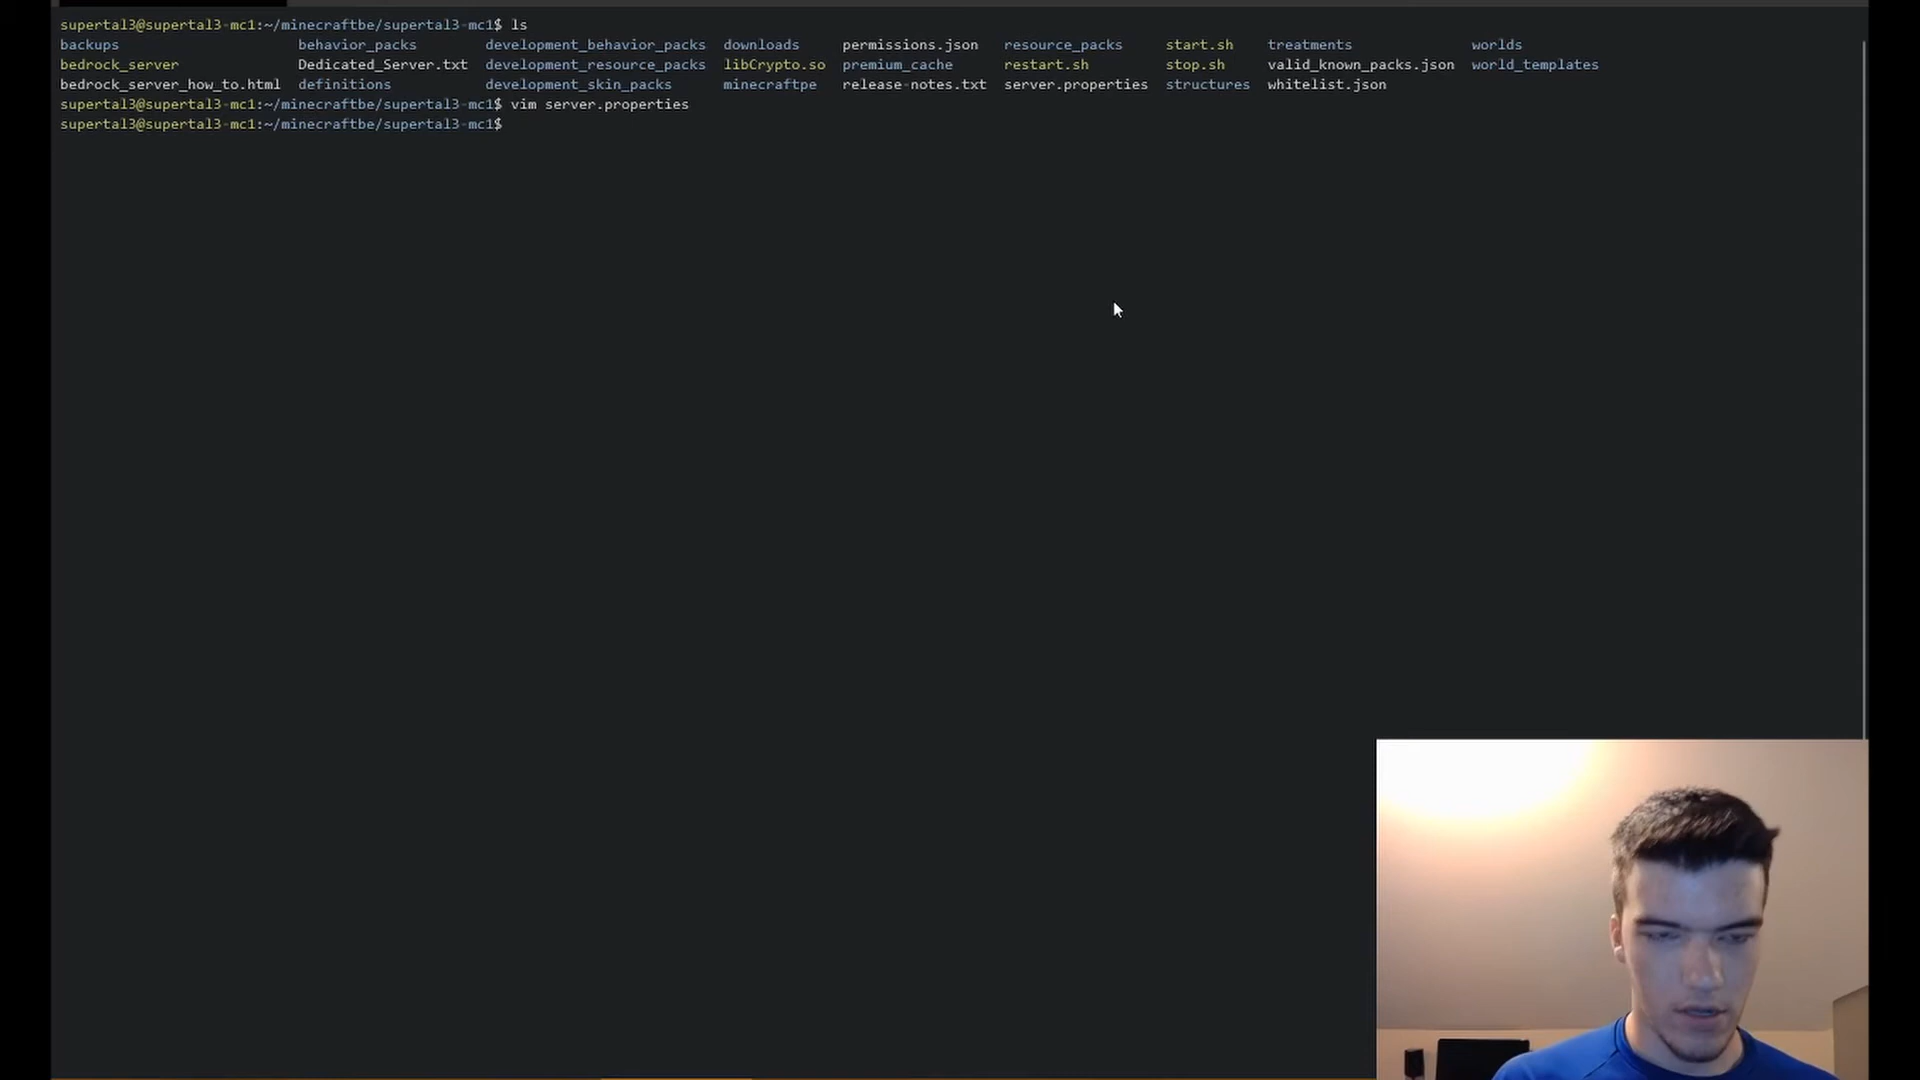 supertal3@supertal3-mc1:~/minecraftbe/supertal3-mc1$ ls
backups behavior_packs development_behavior_packs downloads permissions.json resource_packs start.sh treatments worlds
bedrock_server Dedicated_Server.txt development_resource_packs libCrypto.so premium_cache restart.sh stop.sh valid_known_packs.json world_templates
bedrock_server_how_to.html definitions development_skin_packs minecraftpe release-notes.txt server.properties structures whitelist.json
supertal3@supertal3-mc1:~/minecraftbe/supertal3-mc1$ vim server.properties
supertal3@supertal3-mc1:~/minecraftbe/supertal3-mc1$